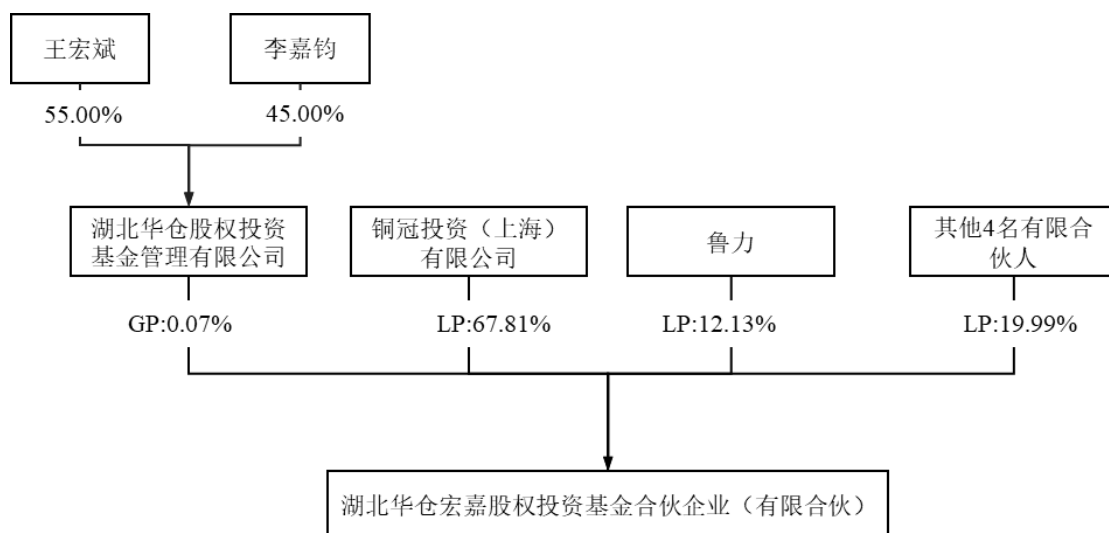 王宏斌
李嘉钧
55.00%
45.00%
湖北华仓股权投资
基金管理有限公司
铜冠投资（上海）
有限公司
鲁力
其他4名有限合
伙人
GP:0.07%
LP:67.81%
LP:12.13%
LP:19.99%
湖北华仓宏嘉股权投资基金合伙企业（有限合伙）